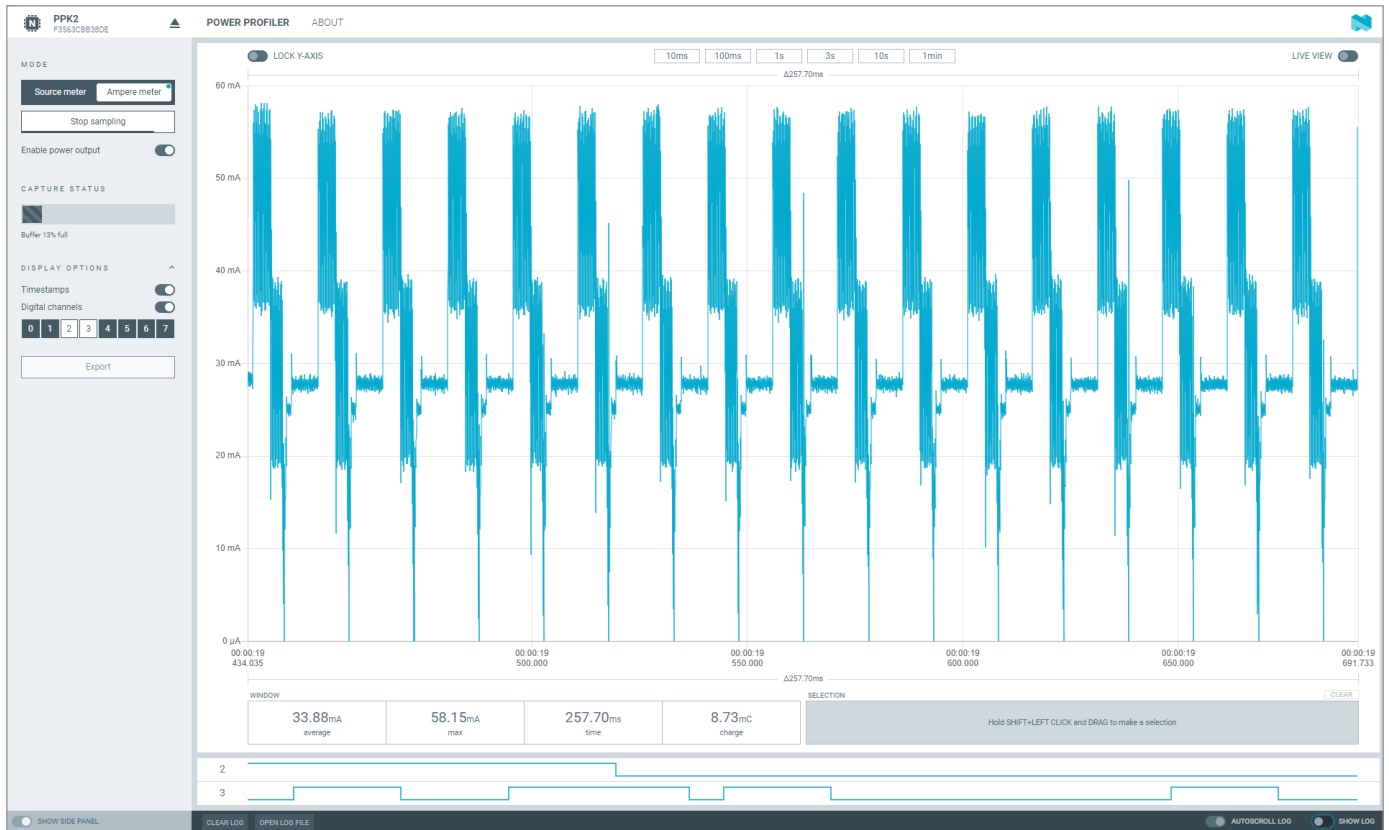 PPK2
F3563CBB38DE
POWER PROFILER ABOUT
MODE
Source meter Ampere meter
Stop sampling
Enable power output
CAPTURE STATUS
Buffer 13% full
DISPLAY OPTIONS
Timestamps
Digital channels
0 1 2 3 4 5 6 7
Export
LOCK Y-AXIS
10ms 100ms 1s 3s 10s 1min
LIVE VIEW
Δ257.70ms
60 mA
50 mA
40 mA
30 mA
20 mA
10 mA
0 µA
00:00:19 00:00:19 00:00:19 00:00:19 00:00:19 00:00:19
434.035 500.000 550.000 600.000 650.000 691.733
Δ257.70ms
WINDOW
33.88mA 58.15mA 257.70ms 8.73mC
average max time charge
SELECTION CLEAR
Hold SHIFT+LEFT CLICK and DRAG to make a selection
2
3
SHOW SIDE PANEL
CLEAR LOG OPEN LOG FILE
AUTOSCROLL LOG SHOW LOG